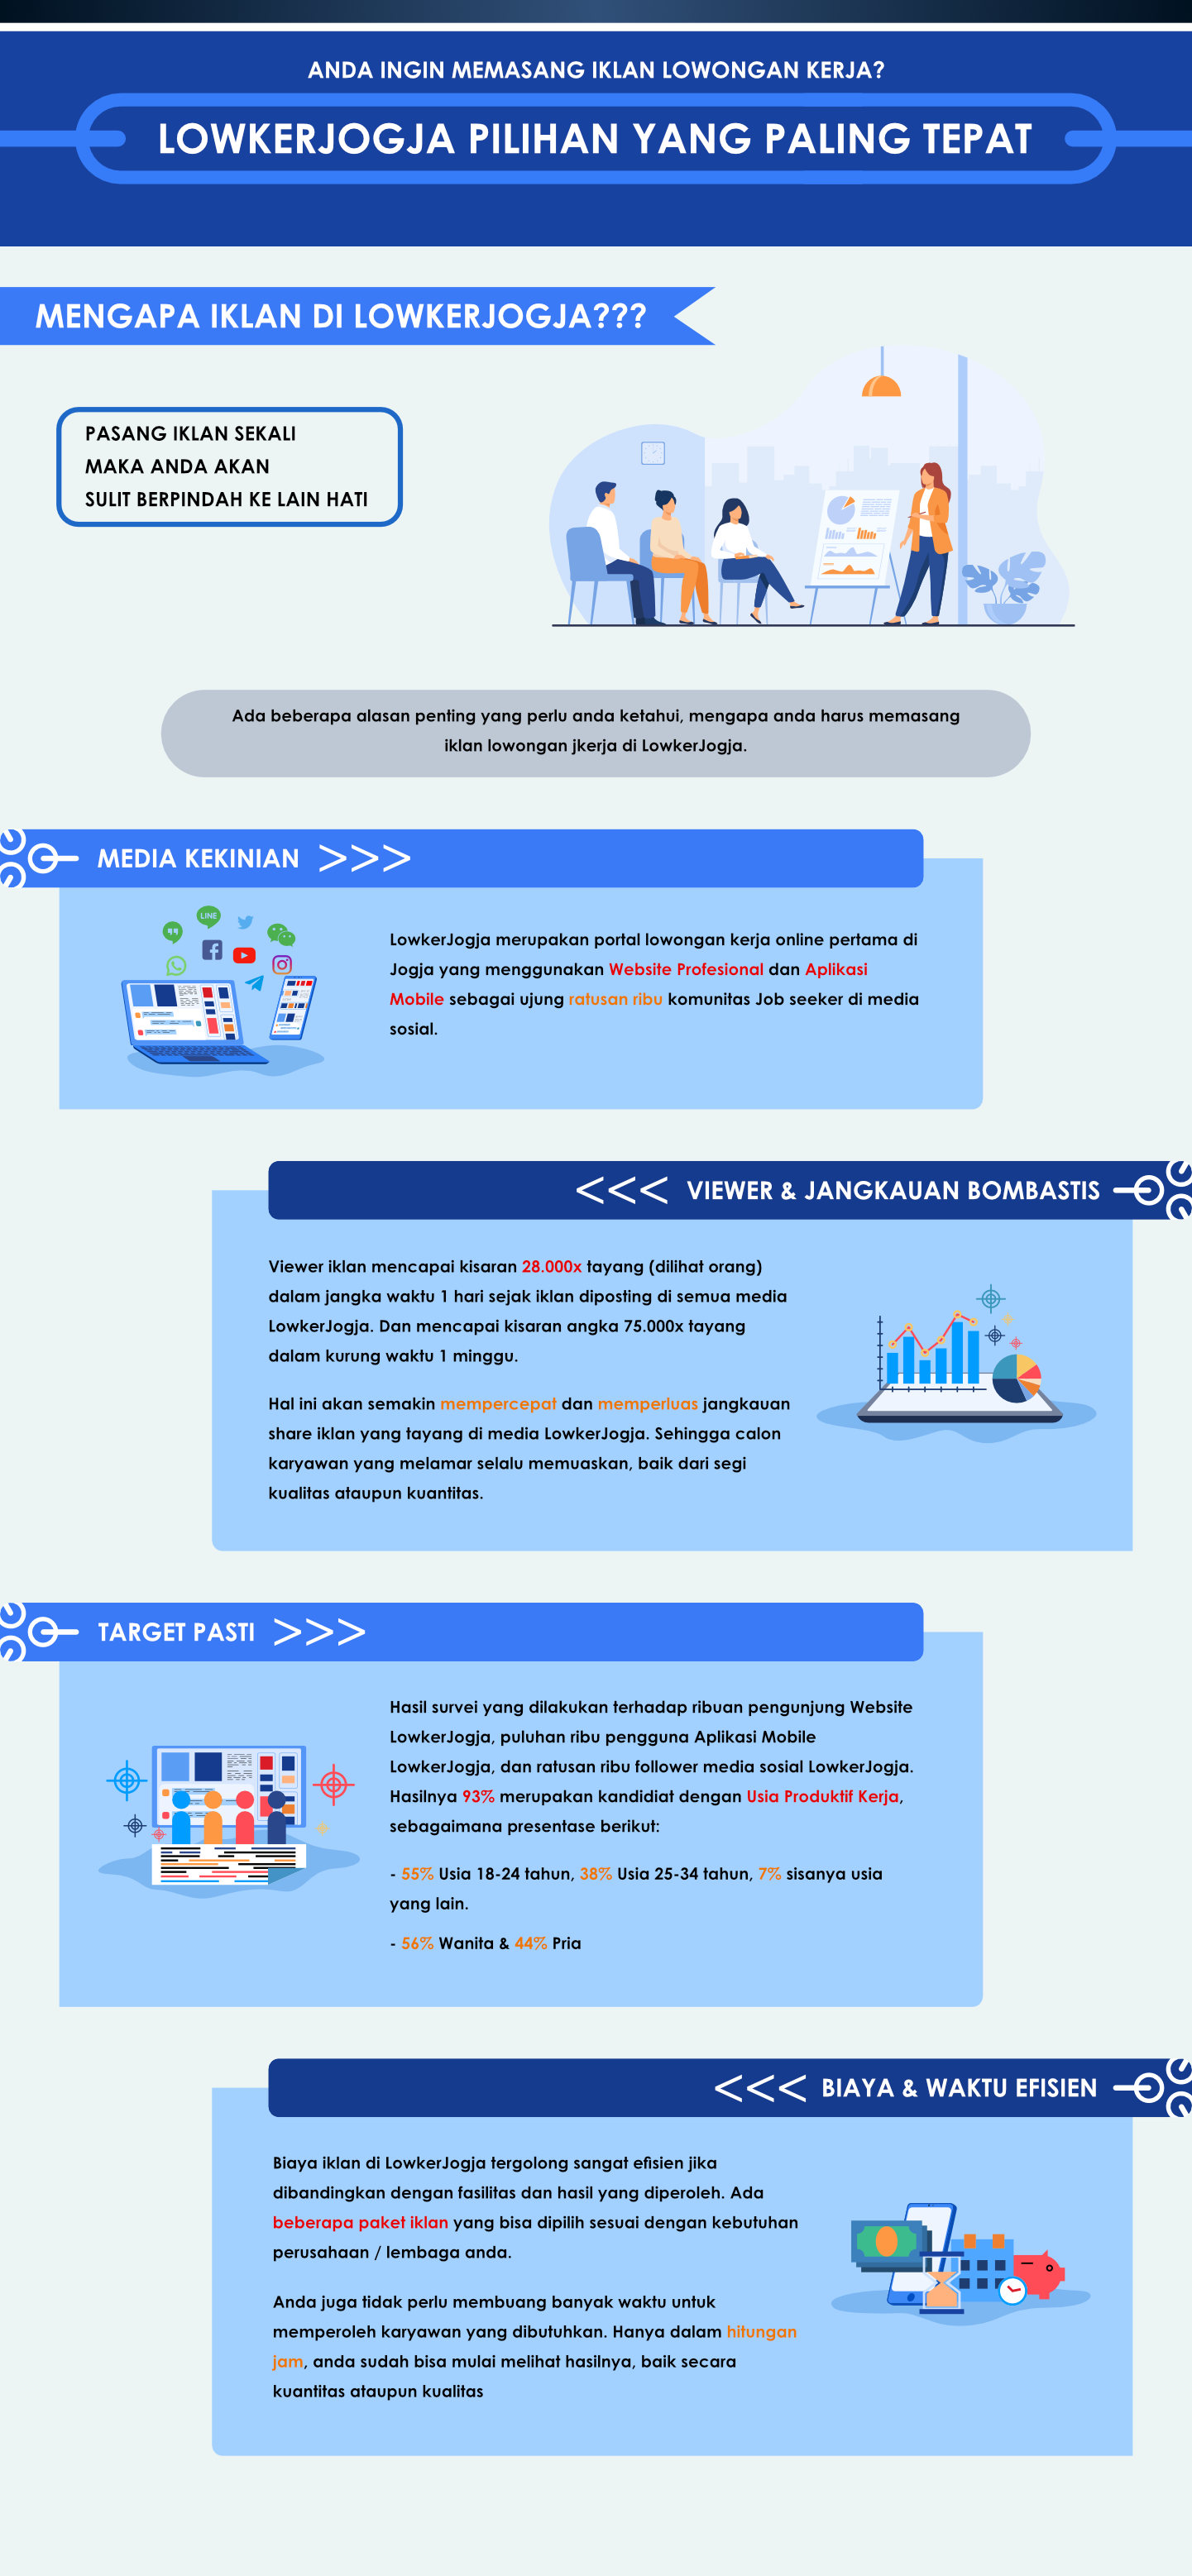 ANDA INGIN MEMASANG IKLAN LOWONGAN KERJA?
LOWKERJOGJA PILIHAN YANG PALING TEPAT
MENGAPA IKLAN DI LOWKERJOGJA???
PASANG IKLAN SEKALI
MAKA ANDA AKAN
SULIT BERPINDAH KE LAIN HATI
Ada beberapa alasan penting yang perlu anda ketahui, mengapa anda harus memasang
iklan lowongan jkerja di LowkerJogja.
MEDIA KEKINIAN >>>
LINE
LowkerJogja merupakan portal lowongan kerja online pertama di
Jogja yang menggunakan Website Profesional dan Aplikasi
Mobile sebagai ujung ratusan ribu komunitas Job seeker di media
sosial.
<<< VIEWER & JANGKAUAN BOMBASTIS
Viewer iklan mencapai kisaran 28.000x tayang (dilihat orang)
dalam jangka waktu 1 hari sejak iklan diposting di semua media
LowkerJogja. Dan mencapai kisaran angka 75.000x tayang
dalam kurung waktu 1 minggu.
Hal ini akan semakin mempercepat dan memperluas jangkauan
share iklan yang tayang di media LowkerJogja. Sehingga calon
karyawan yang melamar selalu memuaskan, baik dari segi
kualitas ataupun kuantitas.
TARGET PASTI >>>
Hasil survei yang dilakukan terhadap ribuan pengunjung Website
LowkerJogja, puluhan ribu pengguna Aplikasi Mobile
LowkerJogja, dan ratusan ribu follower media sosial LowkerJogja.
Hasilnya 93% merupakan kandidiat dengan Usia Produktif Kerja,
sebagaimana presentase berikut:
- 55% Usia 18-24 tahun, 38% Usia 25-34 tahun, 7% sisanya usia
yang lain.
- 56% Wanita & 44% Pria
<<< BIAYA & WAKTU EFISIEN
Biaya iklan di LowkerJogja tergolong sangat efisien jika
dibandingkan dengan fasilitas dan hasil yang diperoleh. Ada
beberapa paket iklan yang bisa dipilih sesuai dengan kebutuhan
perusahaan / lembaga anda.
Anda juga tidak perlu membuang banyak waktu untuk
memperoleh karyawan yang dibutuhkan. Hanya dalam hitungan
jam, anda sudah bisa mulai melihat hasilnya, baik secara
kuantitas ataupun kualitas